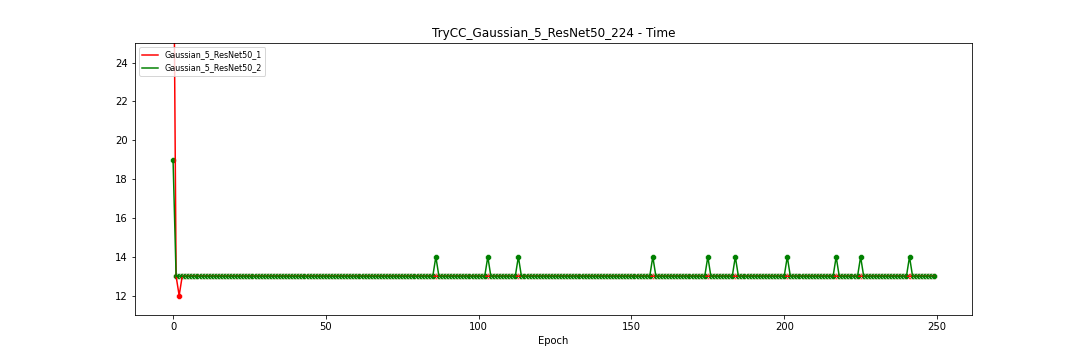 TryCC_Gaussian_5_ResNet50_224 - Time
Gaussian_5_ResNet50_1
Gaussian_5_ResNet50_2
24
22
20
18
16
14
12
0 50 100 150 200 250
Epoch